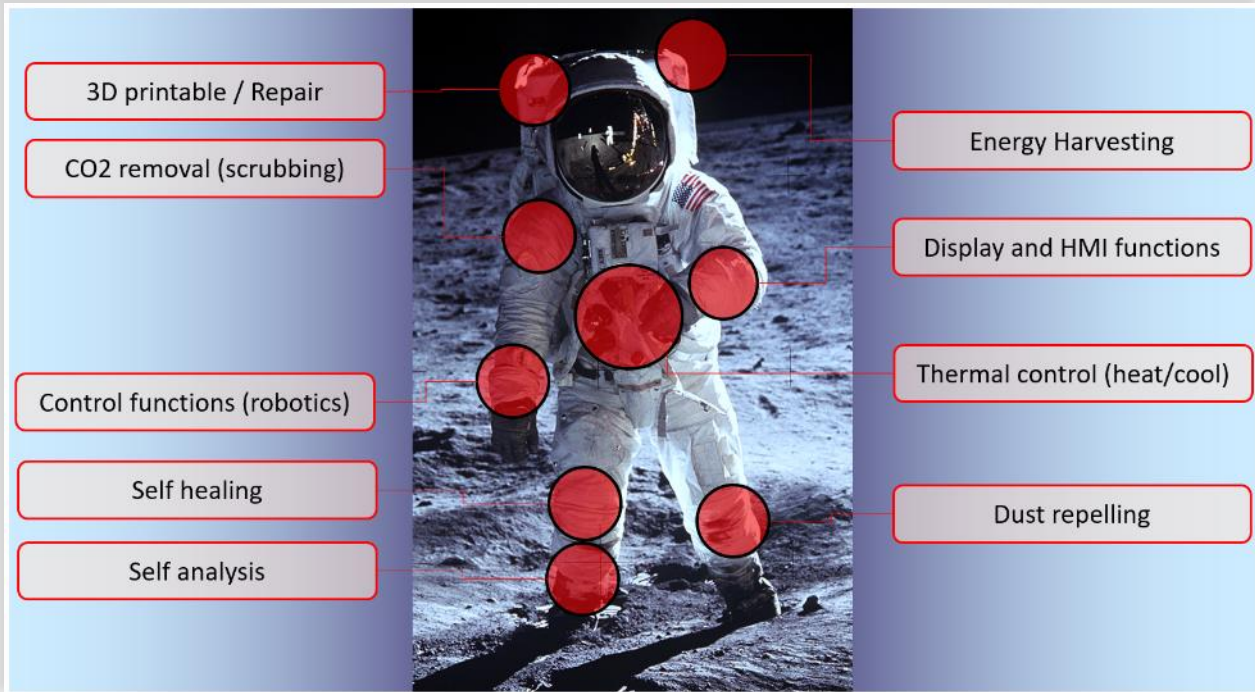 3D printable / Repair
CO2 removal (scrubbing)
Control functions (robotics)
Self healing
Self analysis
Energy Harvesting
Display and HMI functions
Thermal control (heat/cool)
Dust repelling